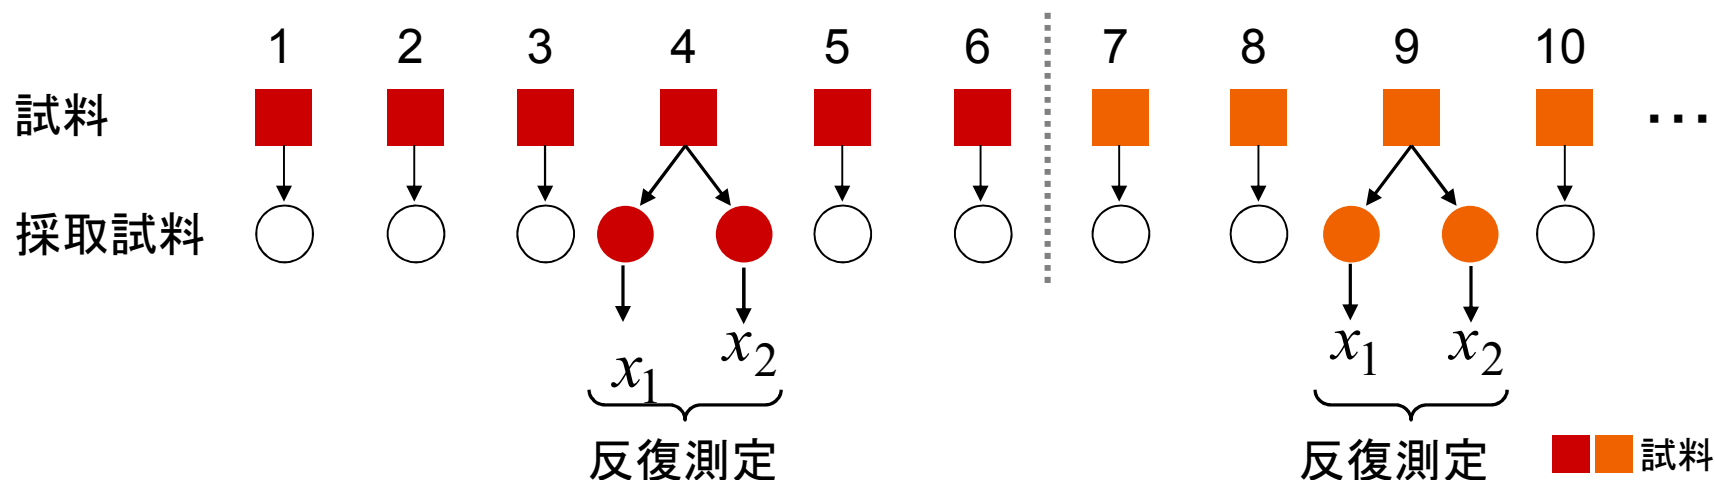 1 2 3 4 5 6 7 8 9 10
試料 ...
採取試料
x1 x2 x1 x2
反復測定 反復測定 試料